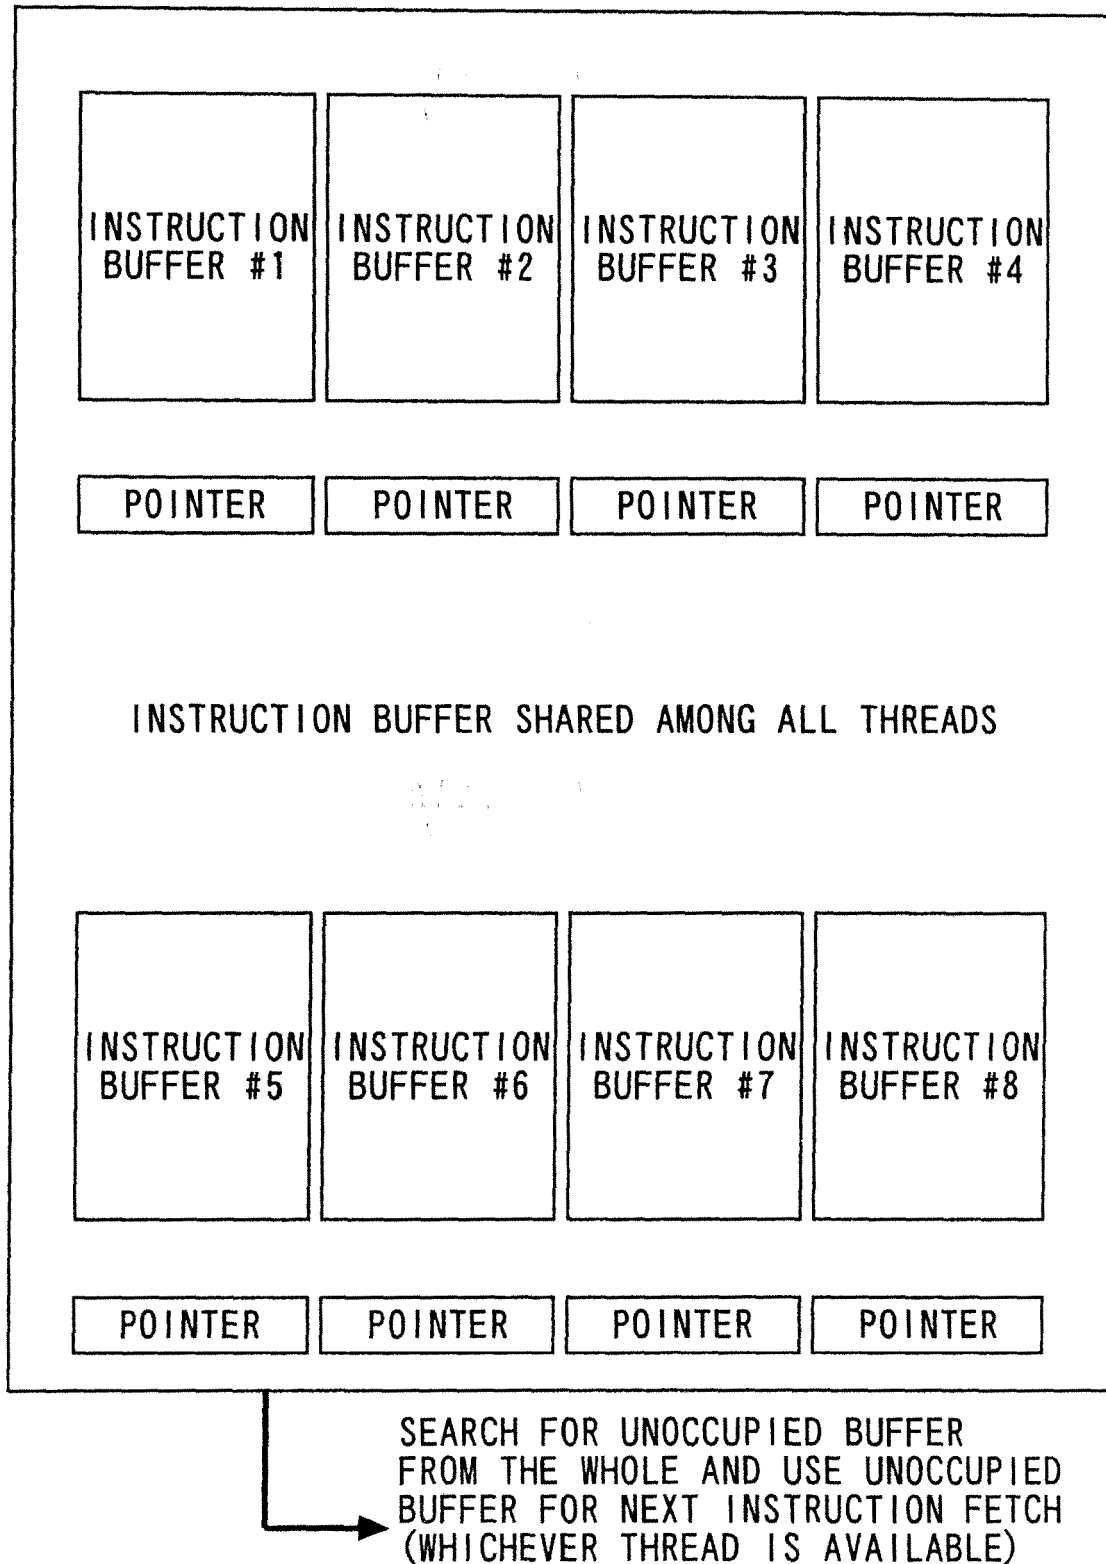 INSTRUCTION BUFFER #1
INSTRUCTION BUFFER #2
INSTRUCTION BUFFER #3
INSTRUCTION BUFFER #4
POINTER POINTER POINTER POINTER
INSTRUCTION BUFFER SHARED AMONG ALL THREADS
INSTRUCTION BUFFER #5
INSTRUCTION BUFFER #6
INSTRUCTION BUFFER #7
INSTRUCTION BUFFER #8
POINTER POINTER POINTER POINTER
SEARCH FOR UNOCCUPIED BUFFER
FROM THE WHOLE AND USE UNOCCUPIED
BUFFER FOR NEXT INSTRUCTION FETCH
(WHICHEVER THREAD IS AVAILABLE)